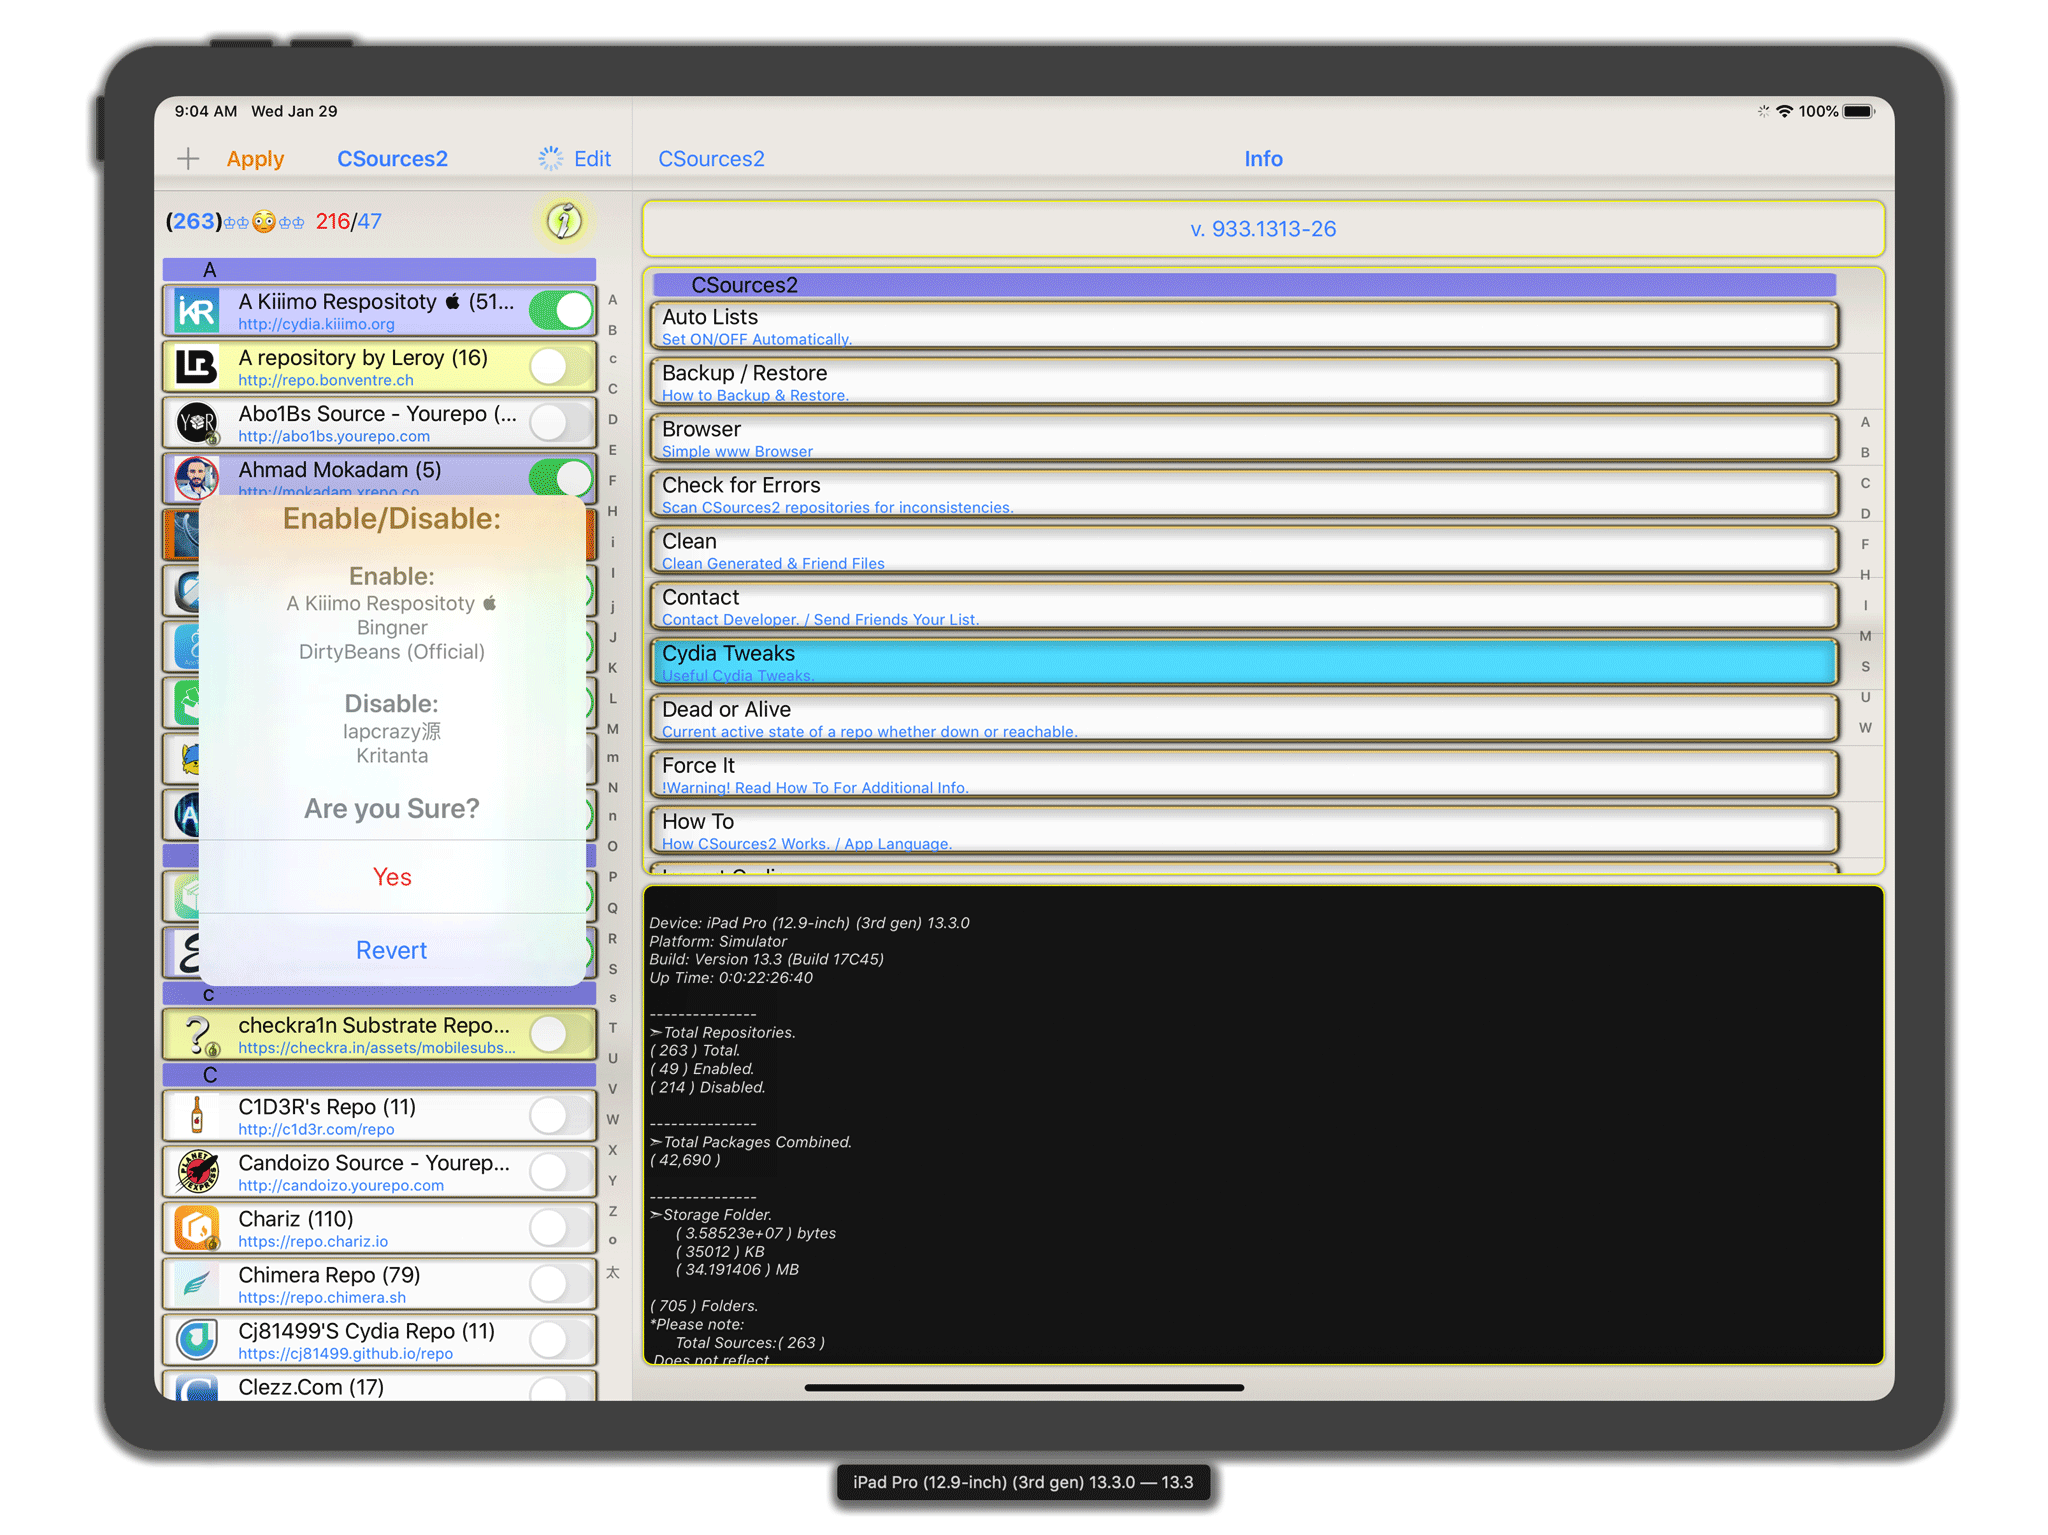 9:04 AM Wed Jan 29
100%
Apply
CSources2
Edit
CSources2
Info
(263)♔♔😳♔♔ 216/47
v. 933.1313-26
A
A Kiiimo Respositoty  (51...
http://cydia.kiiimo.org
A repository by Leroy (16)
http://repo.bonventre.ch
Abo1Bs Source - Yourepo (...
http://abo1bs.yourepo.com
Ahmad Mokadam (5)
http://mokadam.xrepo.co
Enable/Disable:
Enable:
A Kiiimo Respositoty 
Bingner
DirtyBeans (Official)
Disable:
lapcrazy源
Kritanta
Are you Sure?
Yes
Revert
c
checkra1n Substrate Repo...
https://checkra.in/assets/mobilesubs...
C
C1D3R's Repo (11)
http://c1d3r.com/repo
Candoizo Source - Yourep...
http://candoizo.yourepo.com
Chariz (110)
https://repo.chariz.io
Chimera Repo (79)
https://repo.chimera.sh
Cj81499'S Cydia Repo (11)
https://cj81499.github.io/repo
Clezz.Com (17)
A
B
c
C
D
E
F
H
i
I
j
J
K
L
M
m
N
n
O
P
Q
R
S
s
T
U
V
W
X
Y
Z
o
太
CSources2
Auto Lists
Set ON/OFF Automatically.
Backup / Restore
How to Backup & Restore.
Browser
Simple www Browser
Check for Errors
Scan CSources2 repositories for inconsistencies.
Clean
Clean Generated & Friend Files
Contact
Contact Developer. / Send Friends Your List.
Cydia Tweaks
Useful Cydia Tweaks.
Dead or Alive
Current active state of a repo whether down or reachable.
Force It
!Warning! Read How To For Additional Info.
How To
How CSources2 Works. / App Language.
A
B
C
D
F
H
I
M
S
U
W
Device: iPad Pro (12.9-inch) (3rd gen) 13.3.0
Platform: Simulator
Build: Version 13.3 (Build 17C45)
Up Time: 0:0:22:26:40
---------------
➣Total Repositories.
( 263 ) Total.
( 49 ) Enabled.
( 214 ) Disabled.
---------------
➣Total Packages Combined.
( 42,690 )
---------------
➣Storage Folder.
( 3.58523e+07 ) bytes
( 35012 ) KB
( 34.191406 ) MB
( 705 ) Folders.
*Please note:
Total Sources:( 263 )
Does not reflect
iPad Pro (12.9-inch) (3rd gen) 13.3.0 — 13.3